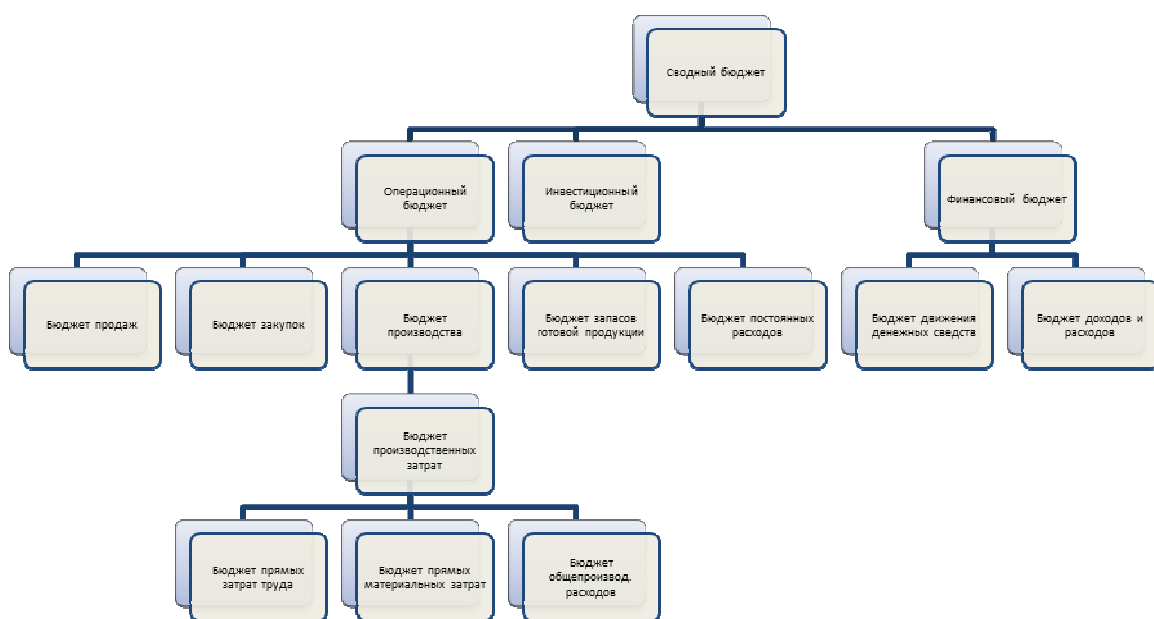 Сводный бюджет
Операционный
бюджет
Инвестиционный
бюджет
Финансовый бюджет
Бюджет продаж
Бюджет закупок
Бюджет
производства
Бюджет запасов
готовой продукции
Бюджет постоянных
расходов
Бюджет движения
денежных сведств
Бюджет доходов и
расходов
Бюджет
производственных
затрат
Бюджет прямых
затрат труда
Бюджет прямых
материальных затрат
Бюджет
общепроизвод.
расходов